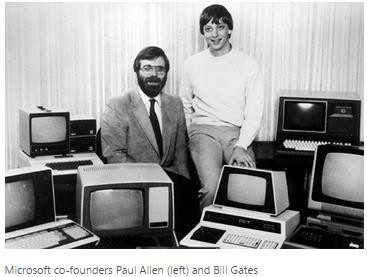 PET
Microsoft co-founders Paul Allen (left) and Bill Gates